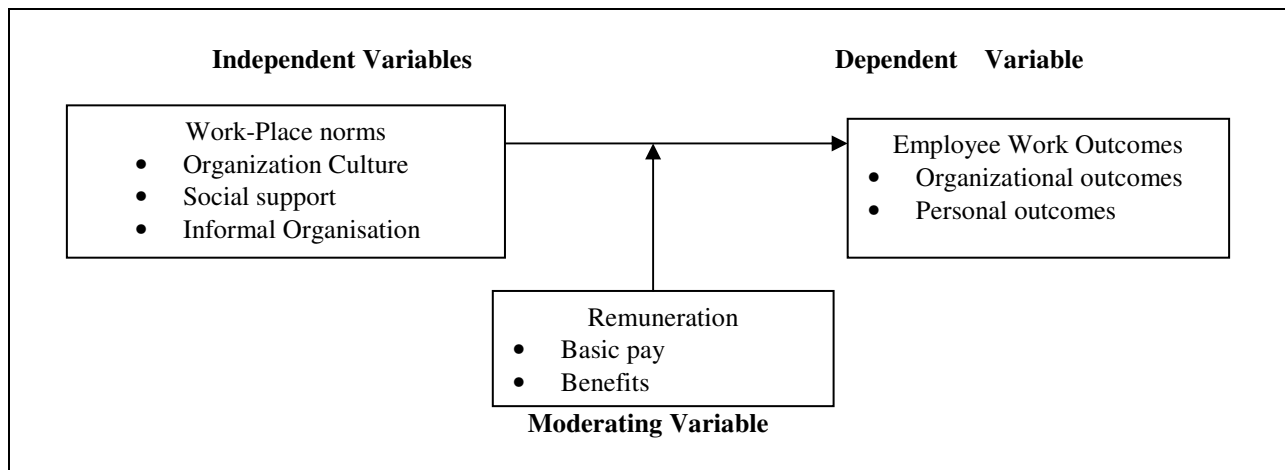 Independent Variables
Dependent Variable
Work-Place norms
• Organization Culture
• Social support
• Informal Organisation
Employee Work Outcomes
• Organizational outcomes
• Personal outcomes
Remuneration
• Basic pay
• Benefits
Moderating Variable